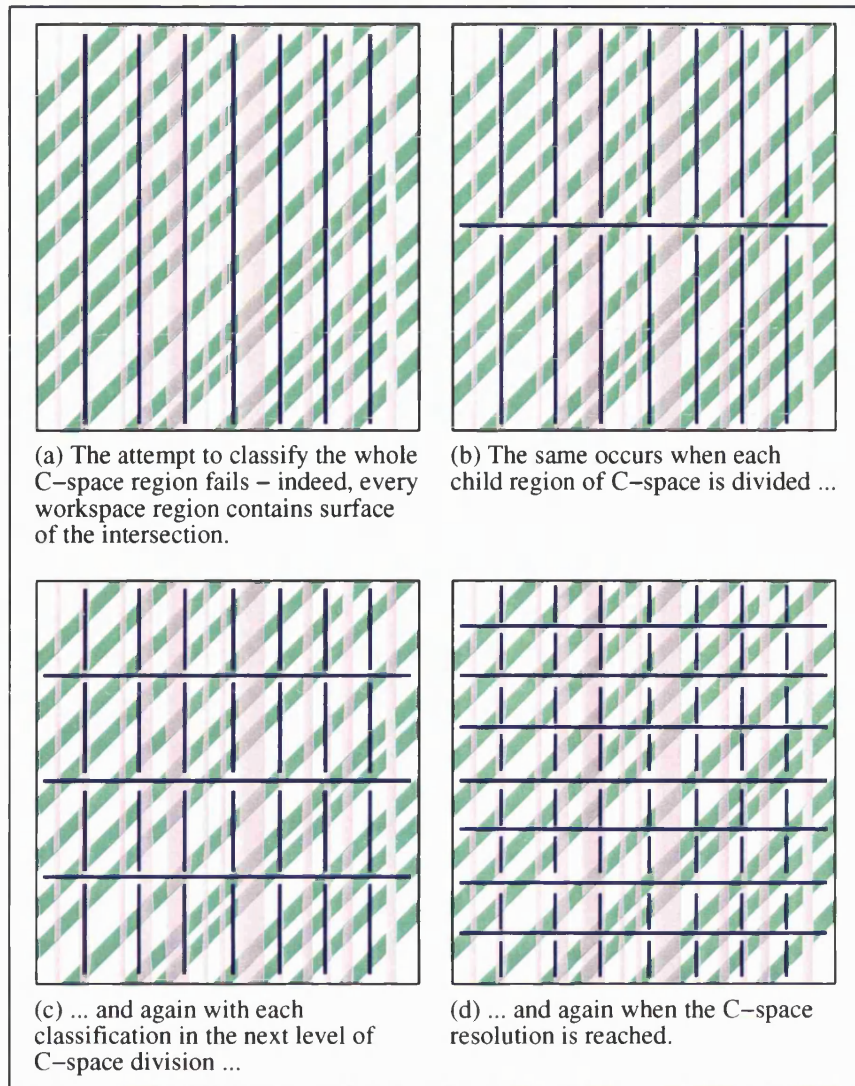 (a) The attempt to classify the whole
C–space region fails – indeed, every
workspace region contains surface
of the intersection.
(b) The same occurs when each
child region of C–space is divided ...
(c) ... and again with each
classification in the next level of
C–space division ...
(d) ... and again when the C–space
resolution is reached.